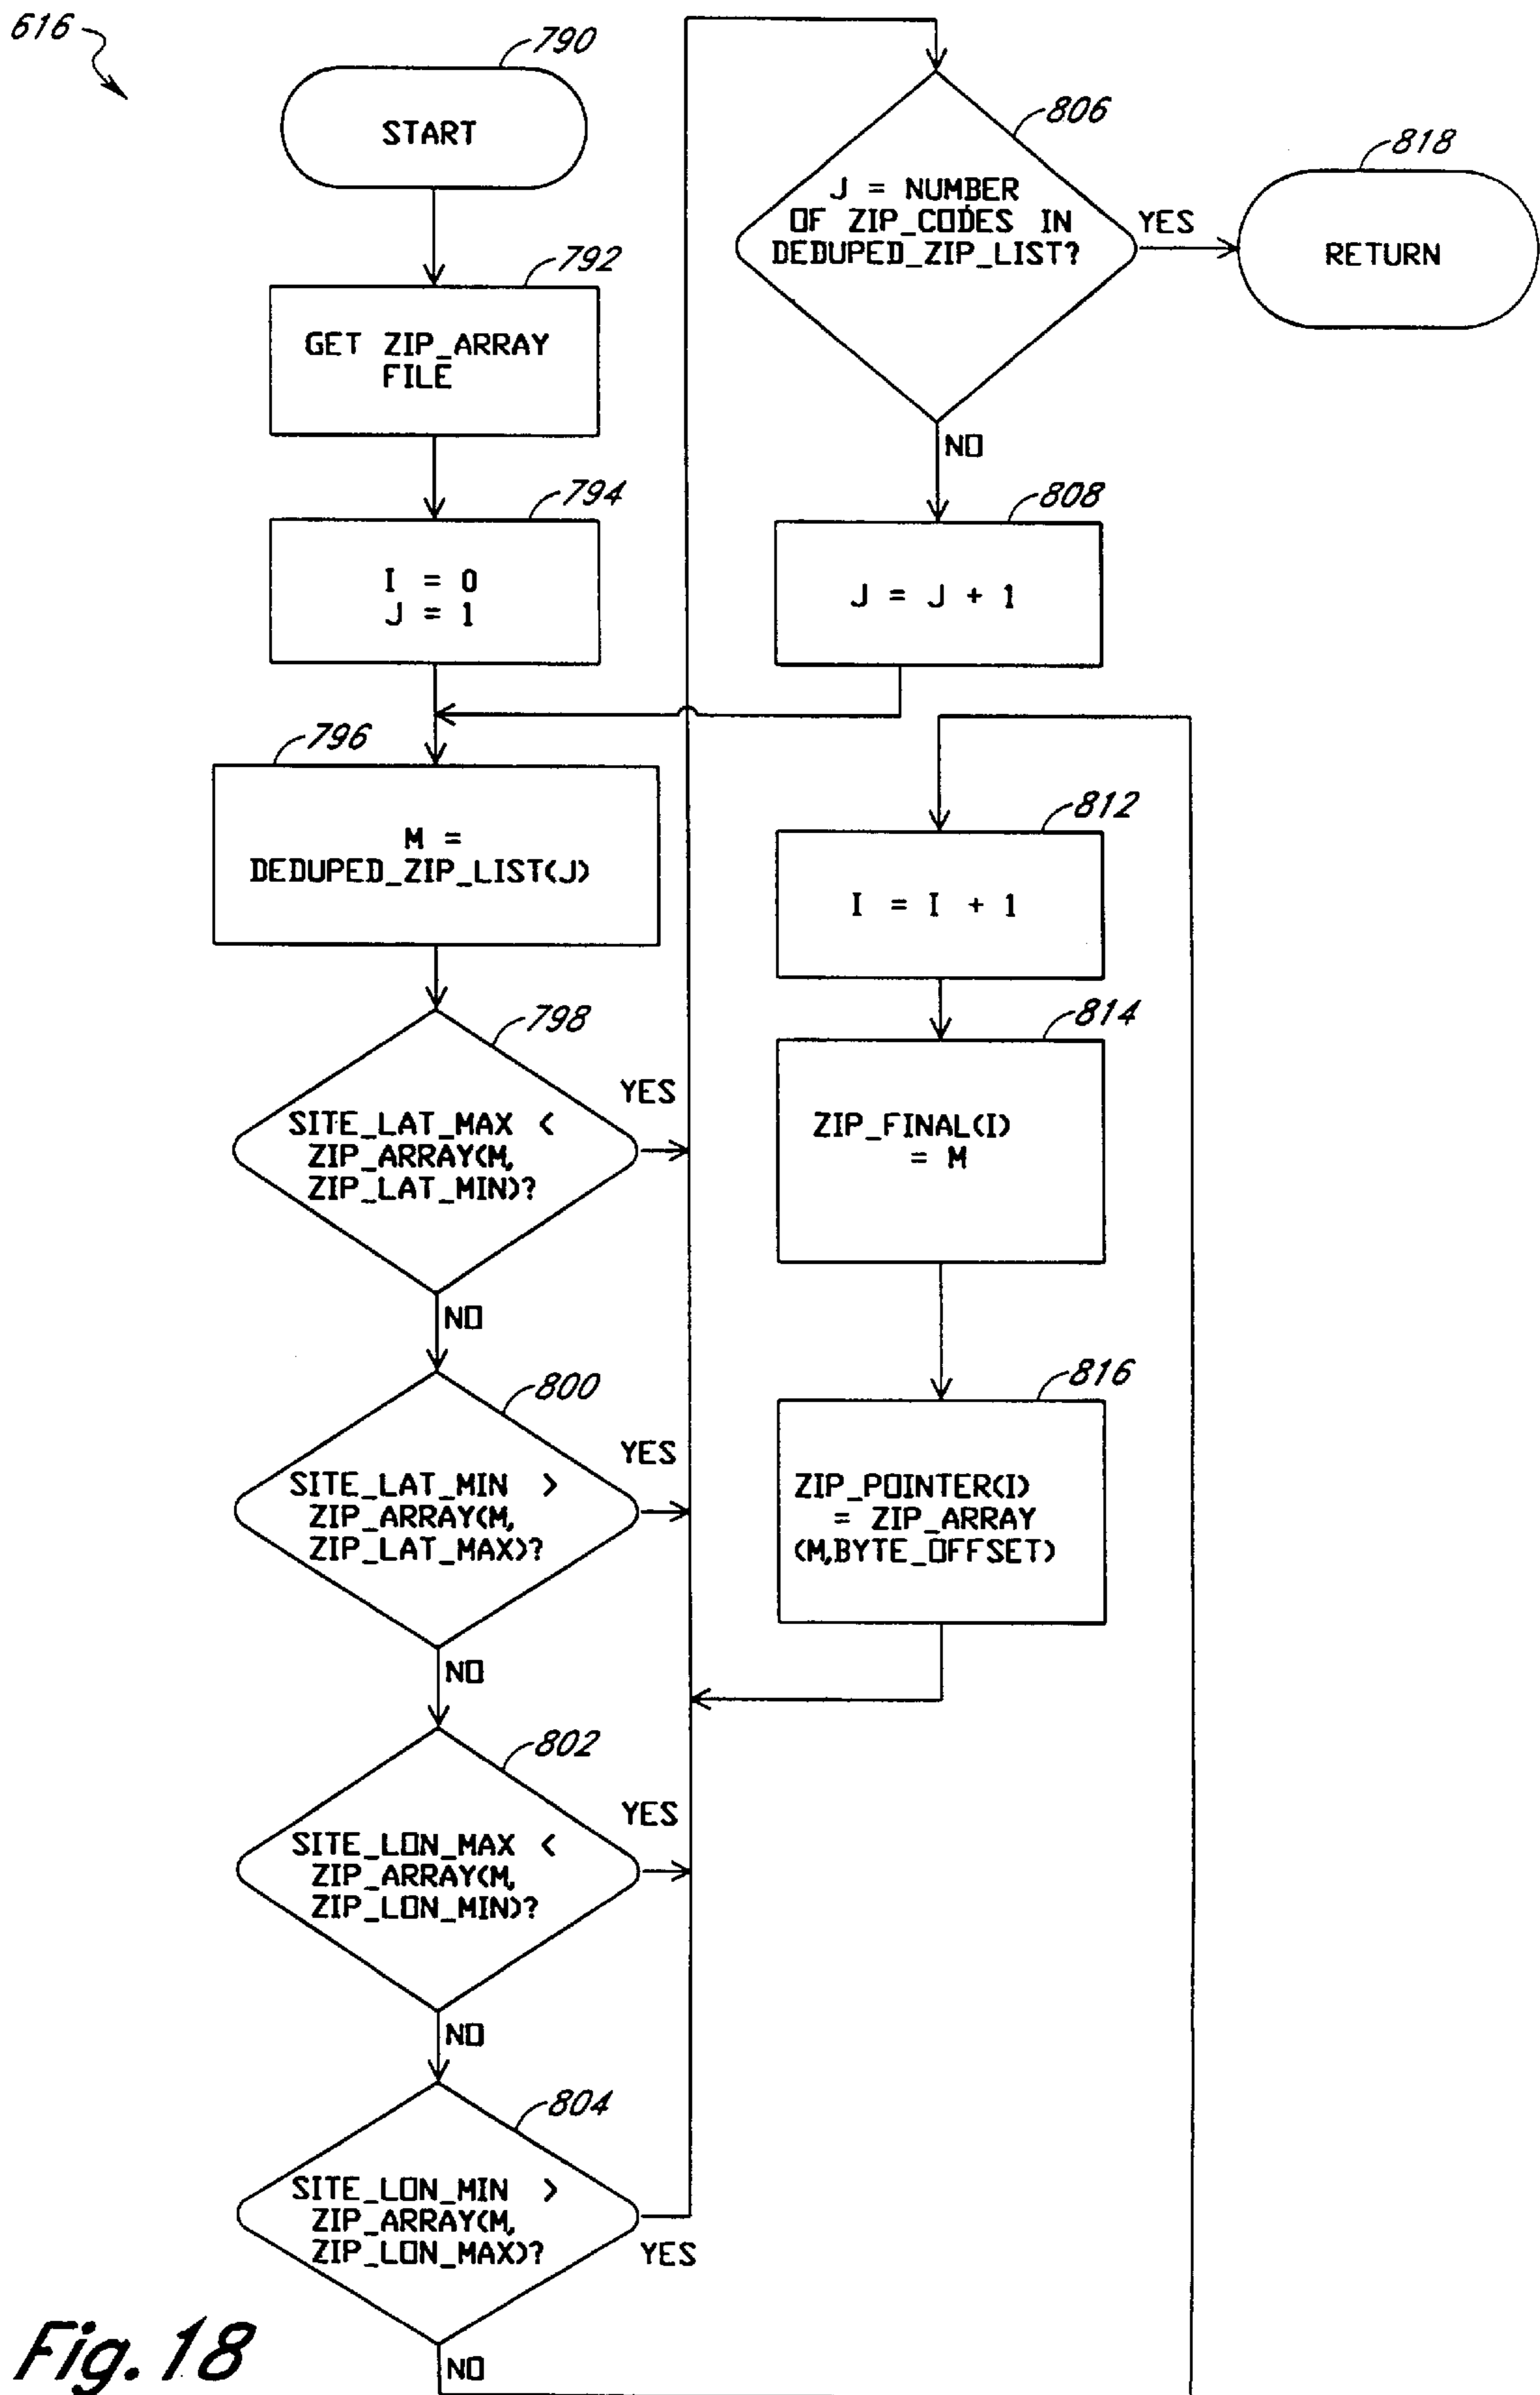 616
790
START
792
GET ZIP_ARRAY
FILE
794
I = 0
J = 1
796
M =
DEDUPED_ZIP_LIST(J)
798
SITE_LAT_MAX <
ZIP_ARRAY(M,
ZIP_LAT_MIN)?
YES
NO
800
SITE_LAT_MIN >
ZIP_ARRAY(M,
ZIP_LAT_MAX)?
YES
NO
802
SITE_LON_MAX <
ZIP_ARRAY(M,
ZIP_LON_MIN)?
YES
NO
804
SITE_LON_MIN >
ZIP_ARRAY(M,
ZIP_LON_MAX)?
YES
NO
806
J = NUMBER
OF ZIP_CODES IN
DEDUPED_ZIP_LIST?
YES
NO
818
RETURN
808
J = J + 1
812
I = I + 1
814
ZIP_FINAL(I)
= M
816
ZIP_POINTER(I)
= ZIP_ARRAY
(M,BYTE_OFFSET)
Fig. 18